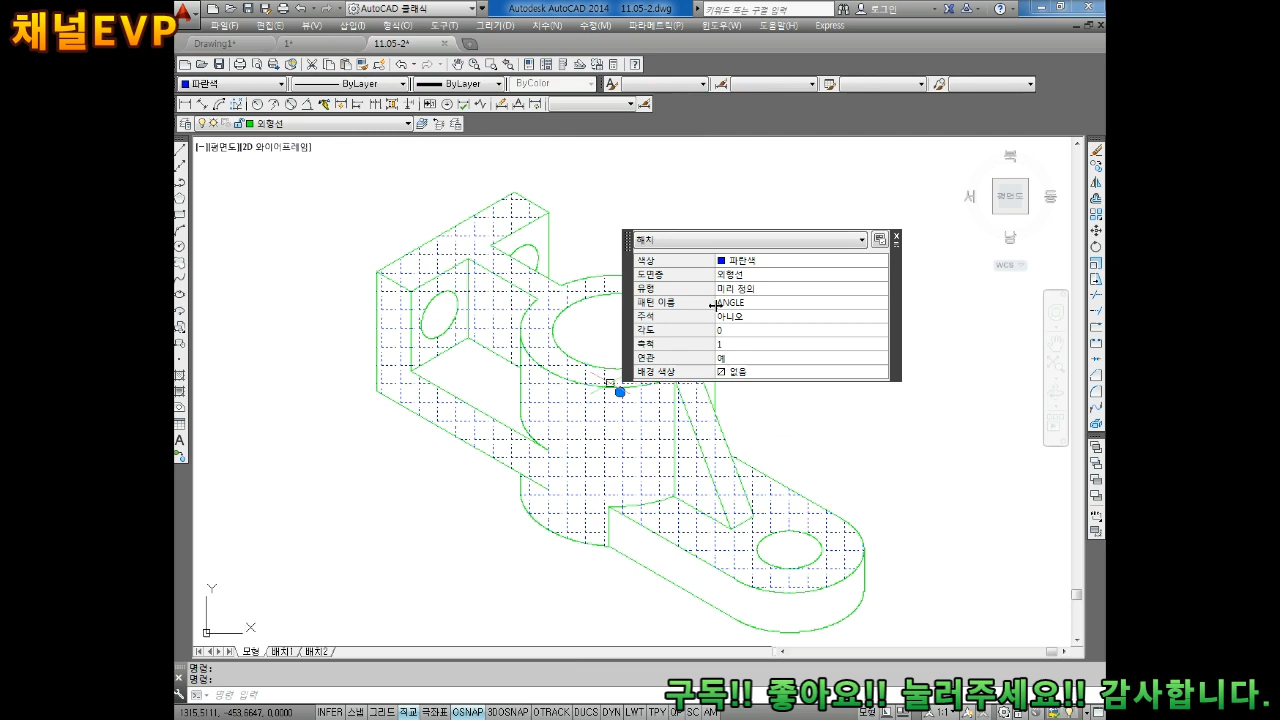 채널EVP
AutoCAD 클래식
Autodesk AutoCAD 2014 11.05-2.dwg
키워드 또는 구절 입력
로그인
파일(F) 편집(E) 뷰(V) 삽입(I) 형식(O) 도구(T) 그리기(D) 치수(N) 수정(M) 파라메트릭(P) 윈도우(W) 도움말(H) Express
Drawing1* 1* 11.05-2*
파란색 ByLayer ByLayer ByColor
외형선
[−][평면도][2D 와이어프레임]
북
서 평면도 동
남
WCS
해치
색상 파란색
도면층 외형선
유형 미리 정의
패턴 이름 ANGLE
주석 아니오
각도 0
축척 1
연관 예
배경 색상 없음
Y
X
모형 배치1 배치2
명령:
명령:
명령 입력
구독!! 좋아요!! 눌러주세요!! 감사합니다.
1315.5111, -453.6647, 0.0000 INFER 스냅 그리드 직교 극좌표 OSNAP 3DOSNAP OTRACK DUCS DYN LWT TPY QP SC AM 모형 1:1